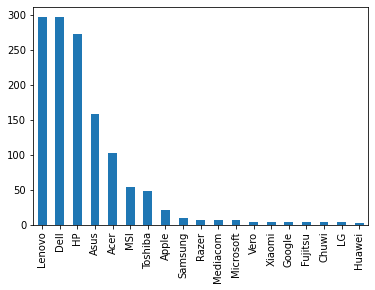 300
250
200
150
100
50
0
Lenovo
Dell
HP
Asus
Acer
MSI
Toshiba
Apple
Samsung
Razer
Mediacom
Microsoft
Vero
Xiaomi
Google
Fujitsu
Chuwi
LG
Huawei